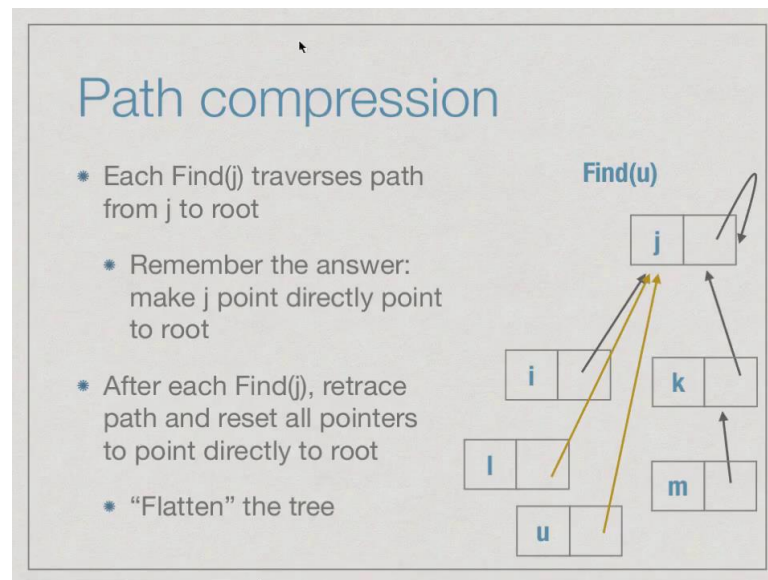 Path compression
Each Find(j) traverses path
from j to root
Remember the answer:
make j point directly point
to root
After each Find(j), retrace
path and reset all pointers
to point directly to root
“Flatten” the tree
Find(u)
j
i
k
l
m
u